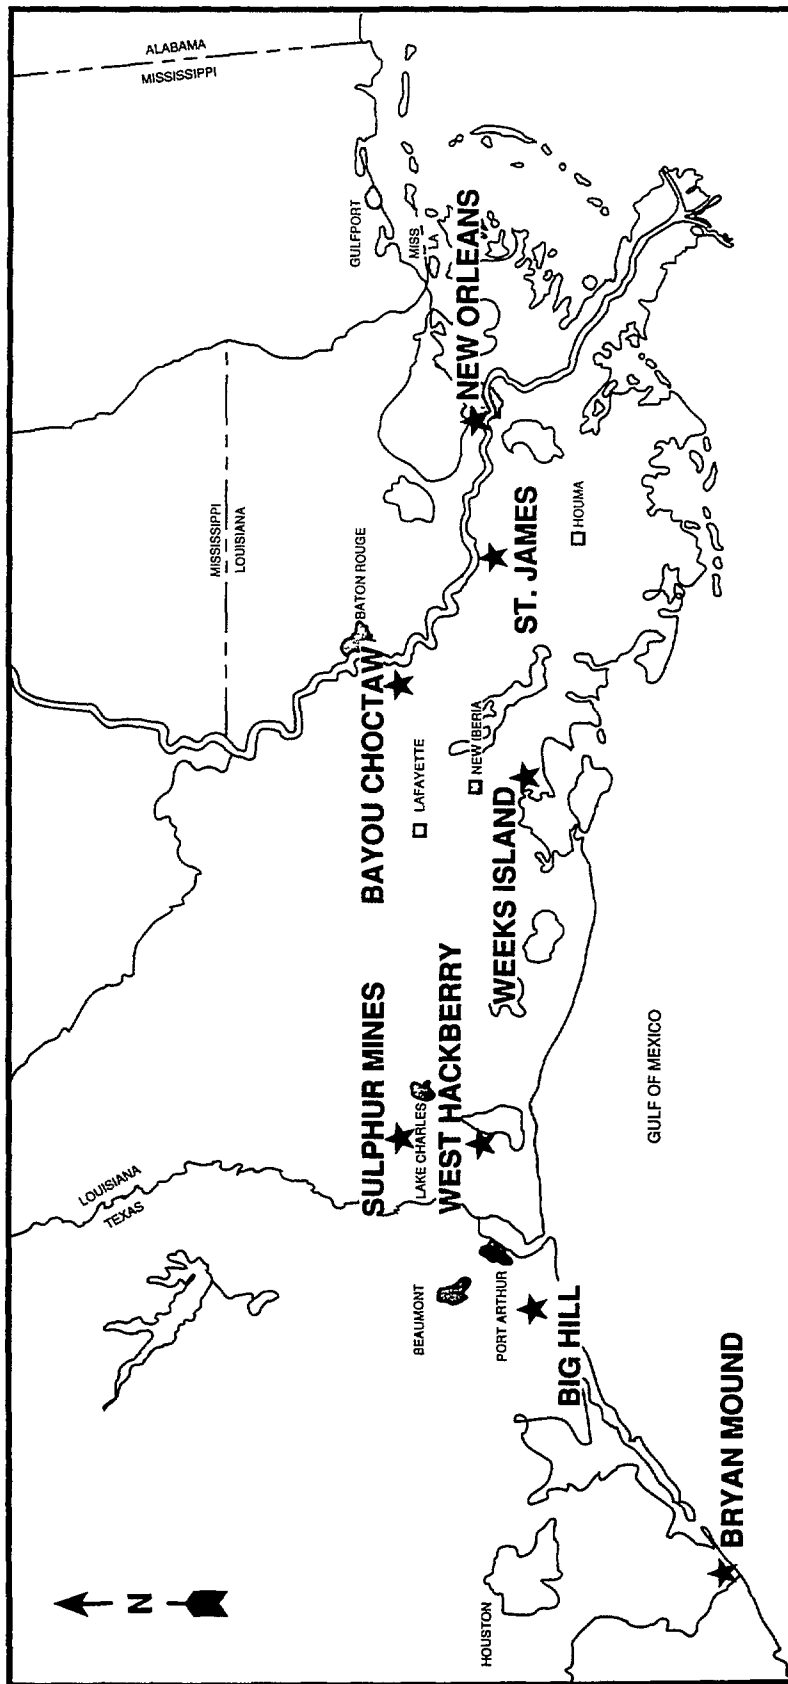 ALABAMA
MISSISSIPPI
GULFPORT
MISS
LA
NEW ORLEANS
MISSISSIPPI
LOUISIANA
BATON ROUGE
ST. JAMES
HOUMA
BAYOU CHOCTAW
LAFAYETTE
NEW IBERIA
WEEKS ISLAND
SULPHUR MINES
LAKE CHARLES
WEST HACKBERRY
GULF OF MEXICO
LOUISIANA
TEXAS
BEAUMONT
PORT ARTHUR
BIG HILL
BRYAN MOUND
HOUSTON
N